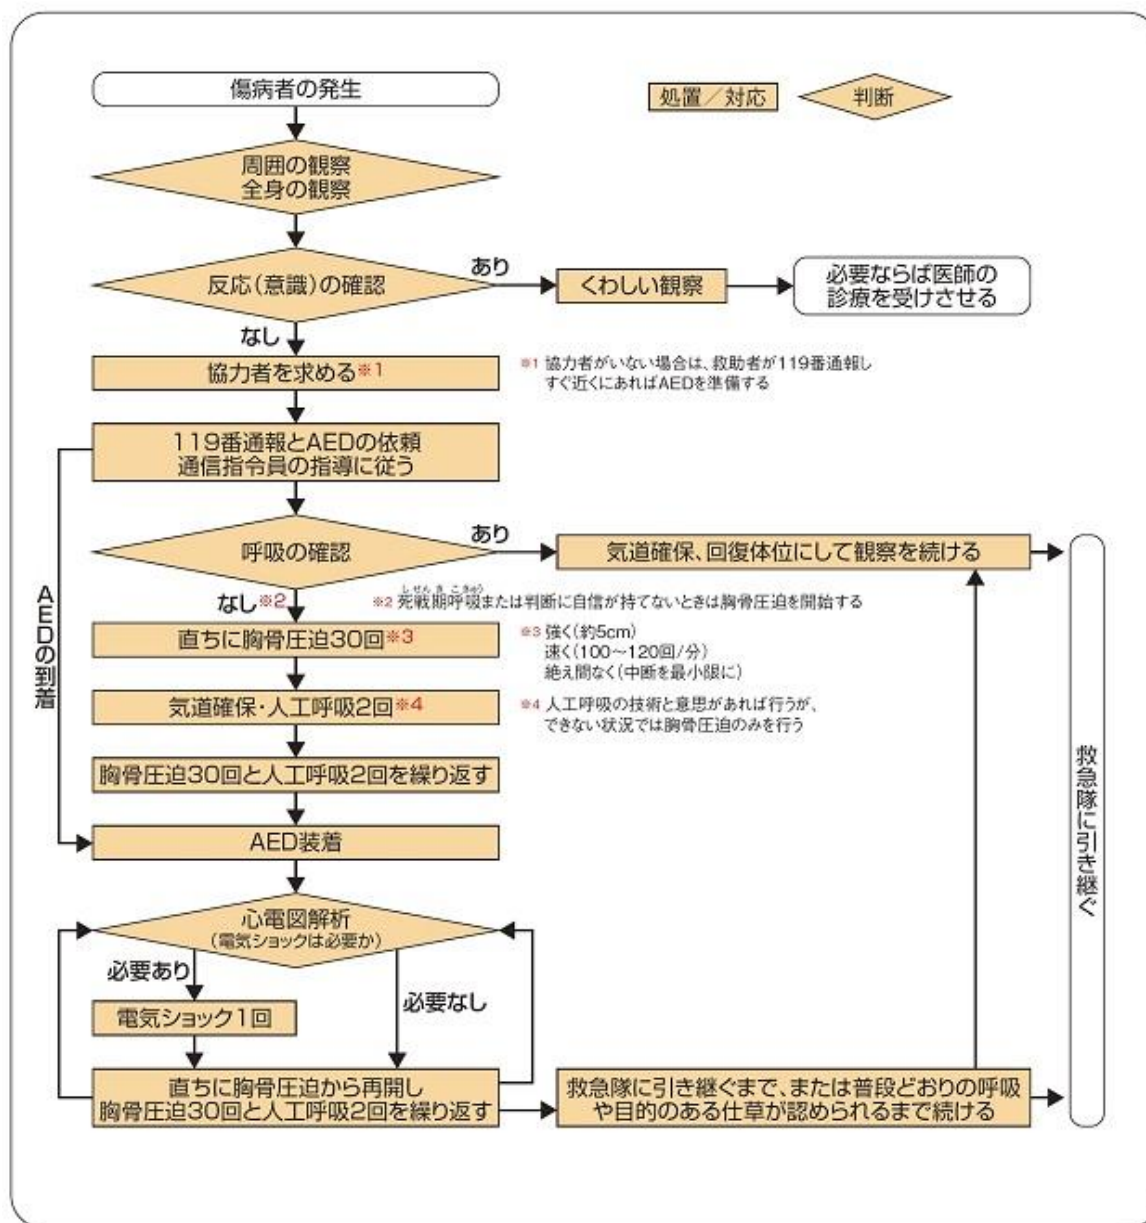 傷病者の発生
処置／対応
判断
周囲の観察
全身の観察
反応(意識)の確認
あり
くわしい観察
必要ならば医師の
診療を受けさせる
なし
協力者を求める※1
※1 協力者がいない場合は、救助者が119番通報し
すぐ近くにあればAEDを準備する
119番通報とAEDの依頼
通信指令員の指導に従う
呼吸の確認
あり
気道確保、回復体位にして観察を続ける
なし※2
しせんきこきゅう
※2 死戦期呼吸または判断に自信が持てないときは胸骨圧迫を開始する
直ちに胸骨圧迫30回※3
※3 強く(約5cm)
速く(100～120回/分)
絶え間なく(中断を最小限に)
気道確保・人工呼吸2回※4
※4 人工呼吸の技術と意思があれば行うが、
できない状況では胸骨圧迫のみを行う
胸骨圧迫30回と人工呼吸2回を繰り返す
AEDの到着
AED装着
心電図解析
(電気ショックは必要か)
必要あり
必要なし
電気ショック1回
直ちに胸骨圧迫から再開し
胸骨圧迫30回と人工呼吸2回を繰り返す
救急隊に引き継ぐまで、または普段どおりの呼吸
や目的のある仕草が認められるまで続ける
救急隊に引き継ぐ